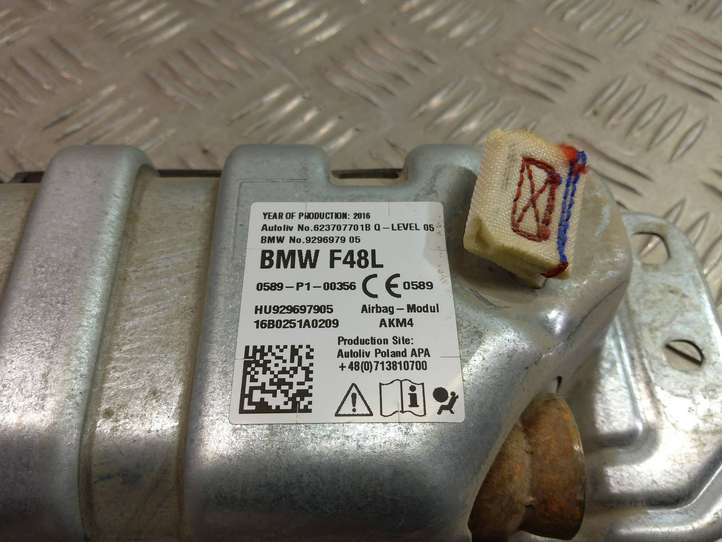 YEAR OF PRODUCTION: 2016
Autoliv No.623707701B Q-LEVEL 05
BMW No.9296979 05
BMW F48L
0589-P1-00356 CE 0589
HU929697905 Airbag-Modul
16B0251A0209 AKM4
Production Site:
Autoliv Poland APA
+48(0)713810700